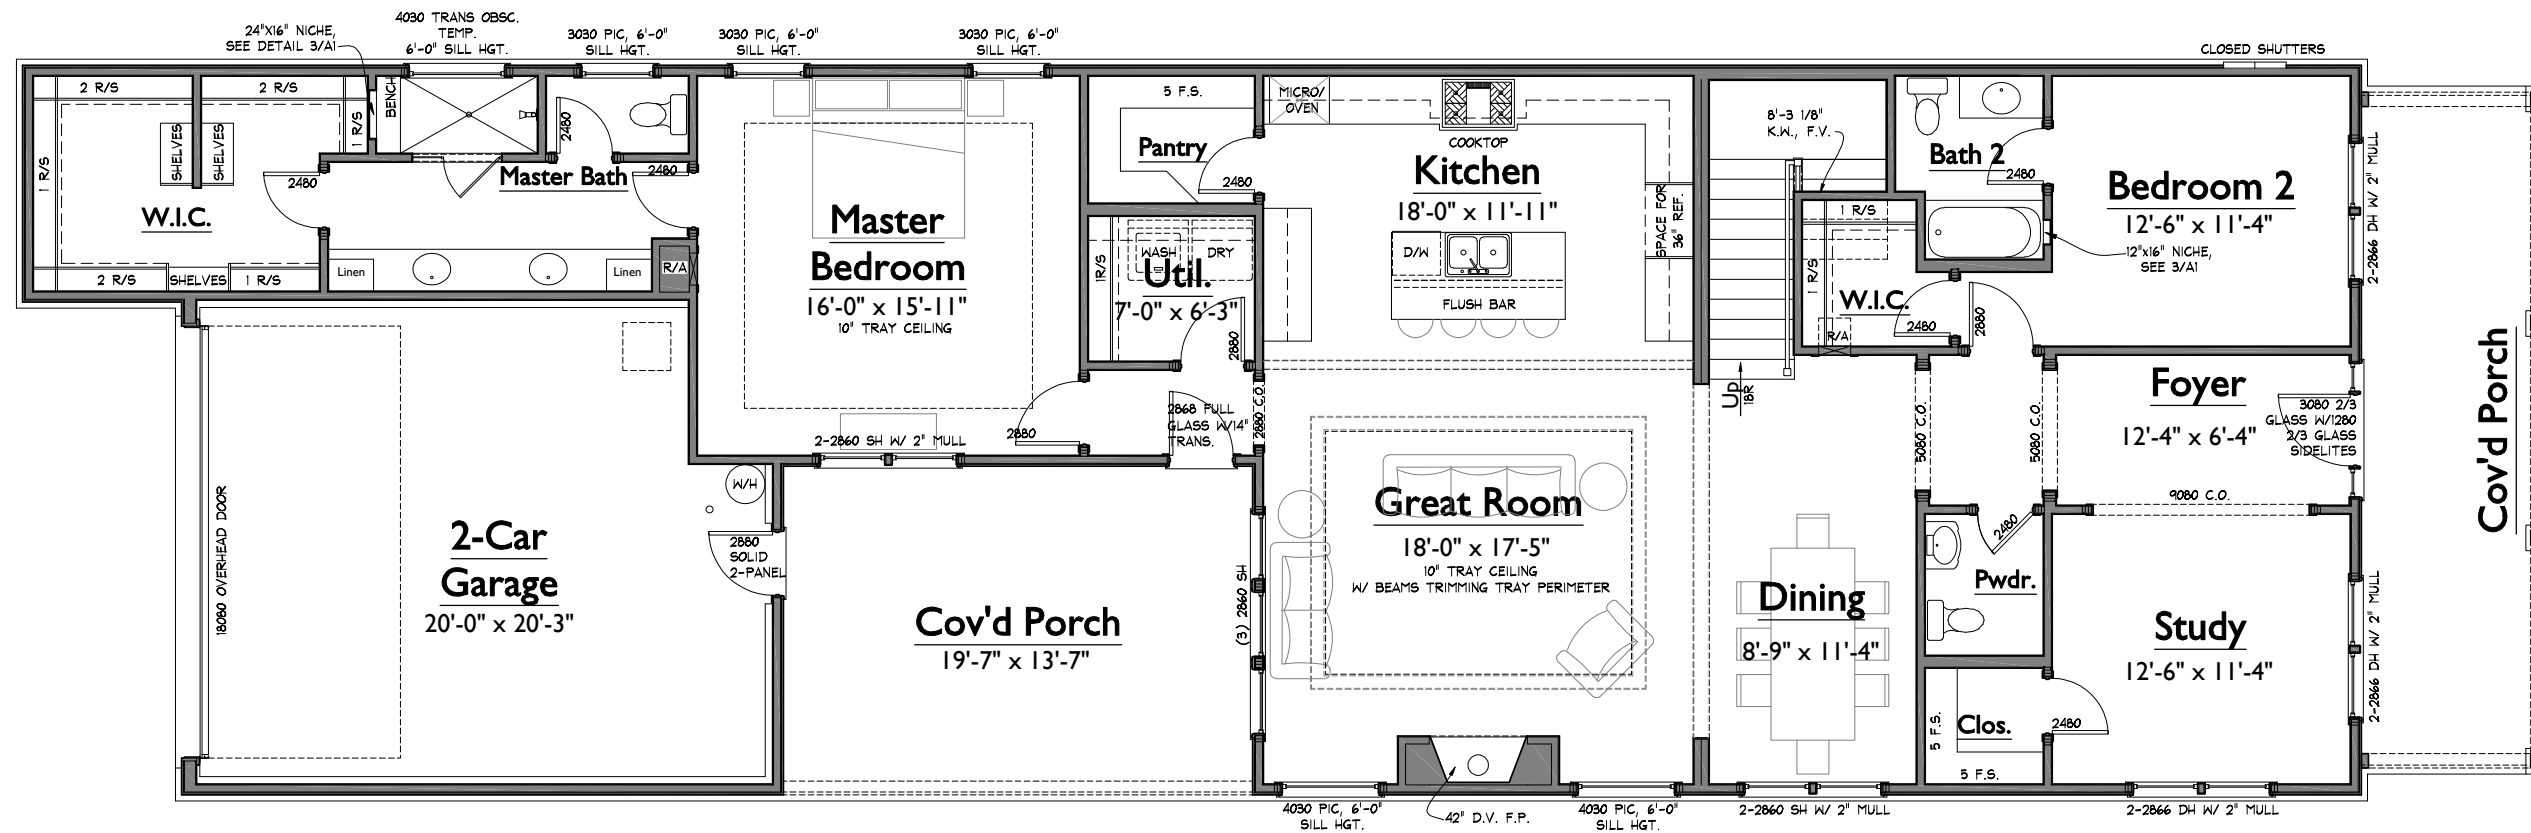 24"X16" NICHE,
SEE DETAIL 3/A1
4030 TRANS OBSC.
TEMP.
6'-0" SILL HGT.
3030 PIC, 6'-0"
SILL HGT.
3030 PIC, 6'-0"
SILL HGT.
3030 PIC, 6'-0"
SILL HGT.
CLOSED SHUTTERS
2 R/S
2 R/S
1 R/S
1 R/S
SHELVES
SHELVES
W.I.C.
2 R/S
SHELVES
1 R/S
2480
BENCH
2480
Master Bath
2480
Linen
Linen
R/A
Master
Bedroom
16'-0" x 15'-11"
10" TRAY CEILING
2-2860 SH W/ 2" MULL
2880
5 F.S.
Pantry
2480
1R/S
WASH
DRY
Util.
7'-0" x 6'-3"
2880
2868 FULL
GLASS W/14"
TRANS.
2880 C.O.
MICRO/
OVEN
COOKTOP
Kitchen
18'-0" x 11'-11"
SPACE FOR
36" REF.
D/W
FLUSH BAR
8'-3 1/8"
K.W., F.V.
Up
18R
Bath 2
2480
12"x16" NICHE,
SEE 3/A1
1 R/S
1 R/S
W.I.C.
R/A
2480
2880
Bedroom 2
12'-6" x 11'-4"
2-2866 DH W/ 2" MULL
Foyer
12'-4" x 6'-4"
3080 2/3
GLASS W/1280
2/3 GLASS
SIDELITES
5080 C.O.
5080 C.O.
9080 C.O.
Cov'd Porch
18080 OVERHEAD DOOR
2-Car
Garage
20'-0" x 20'-3"
W/H
2880
SOLID
2-PANEL
Cov'd Porch
19'-7" x 13'-7"
(3) 2860 SH
Great Room
18'-0" x 17'-5"
10" TRAY CEILING
W/ BEAMS TRIMMING TRAY PERIMETER
Dining
8'-9" x 11'-4"
2480
Pwdr.
5 F.S.
Clos.
5 F.S.
2480
Study
12'-6" x 11'-4"
2-2866 DH W/ 2" MULL
4030 PIC, 6'-0"
SILL HGT.
42" D.V. F.P.
4030 PIC, 6'-0"
SILL HGT.
2-2860 SH W/ 2" MULL
2-2866 DH W/ 2" MULL